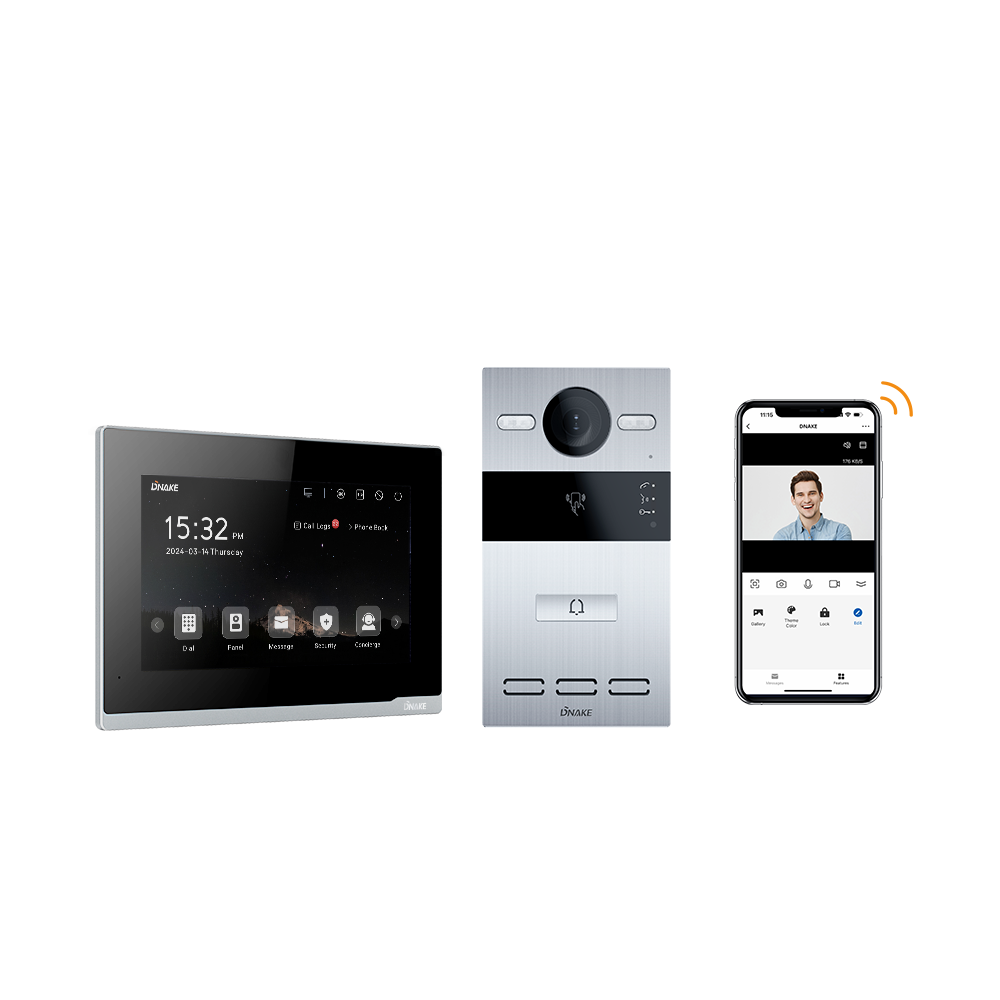 DNAKE
15:32 PM
2024-03-14 Thursday
Call Logs
Phone Book
Dial
Panel
Message
Security
Concierge
DNAKE
DNAKE
11:15
DNAKE
176 KB/S
Gallery
Theme
Color
Lock
Edit
Messages
Features